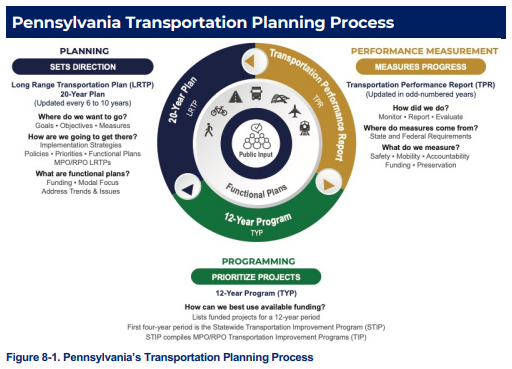 Pennsylvania Transportation Planning Process
PLANNING
SETS DIRECTION
Long Range Transportation Plan (LRTP)
20-Year Plan
(Updated every 6 to 10 years)
Where do we want to go?
Goals • Objectives • Measures
How are we going to get there?
Implementation Strategies
Policies • Priorities • Functional Plans
MPO/RPO LRTPs
What are functional plans?
Funding • Modal Focus
Address Trends & Issues
20-Year Plan
LRTP
Transportation Performance Report
TPR
Public Input
Functional Plans
12-Year Program
TYP
PERFORMANCE MEASUREMENT
MEASURES PROGRESS
Transportation Performance Report (TPR)
(Updated in odd-numbered years)
How did we do?
Monitor • Report • Evaluate
Where do measures come from?
State and Federal Requirements
What do we measure?
Safety • Mobility • Accountability
Funding • Preservation
PROGRAMMING
PRIORITIZE PROJECTS
12-Year Program (TYP)
How can we best use available funding?
Lists funded projects for a 12-year period
First four-year period is the Statewide Transportation Improvement Program (STIP)
STIP compiles MPO/RPO Transportation Improvement Programs (TIP)
Figure 8-1. Pennsylvania's Transportation Planning Process